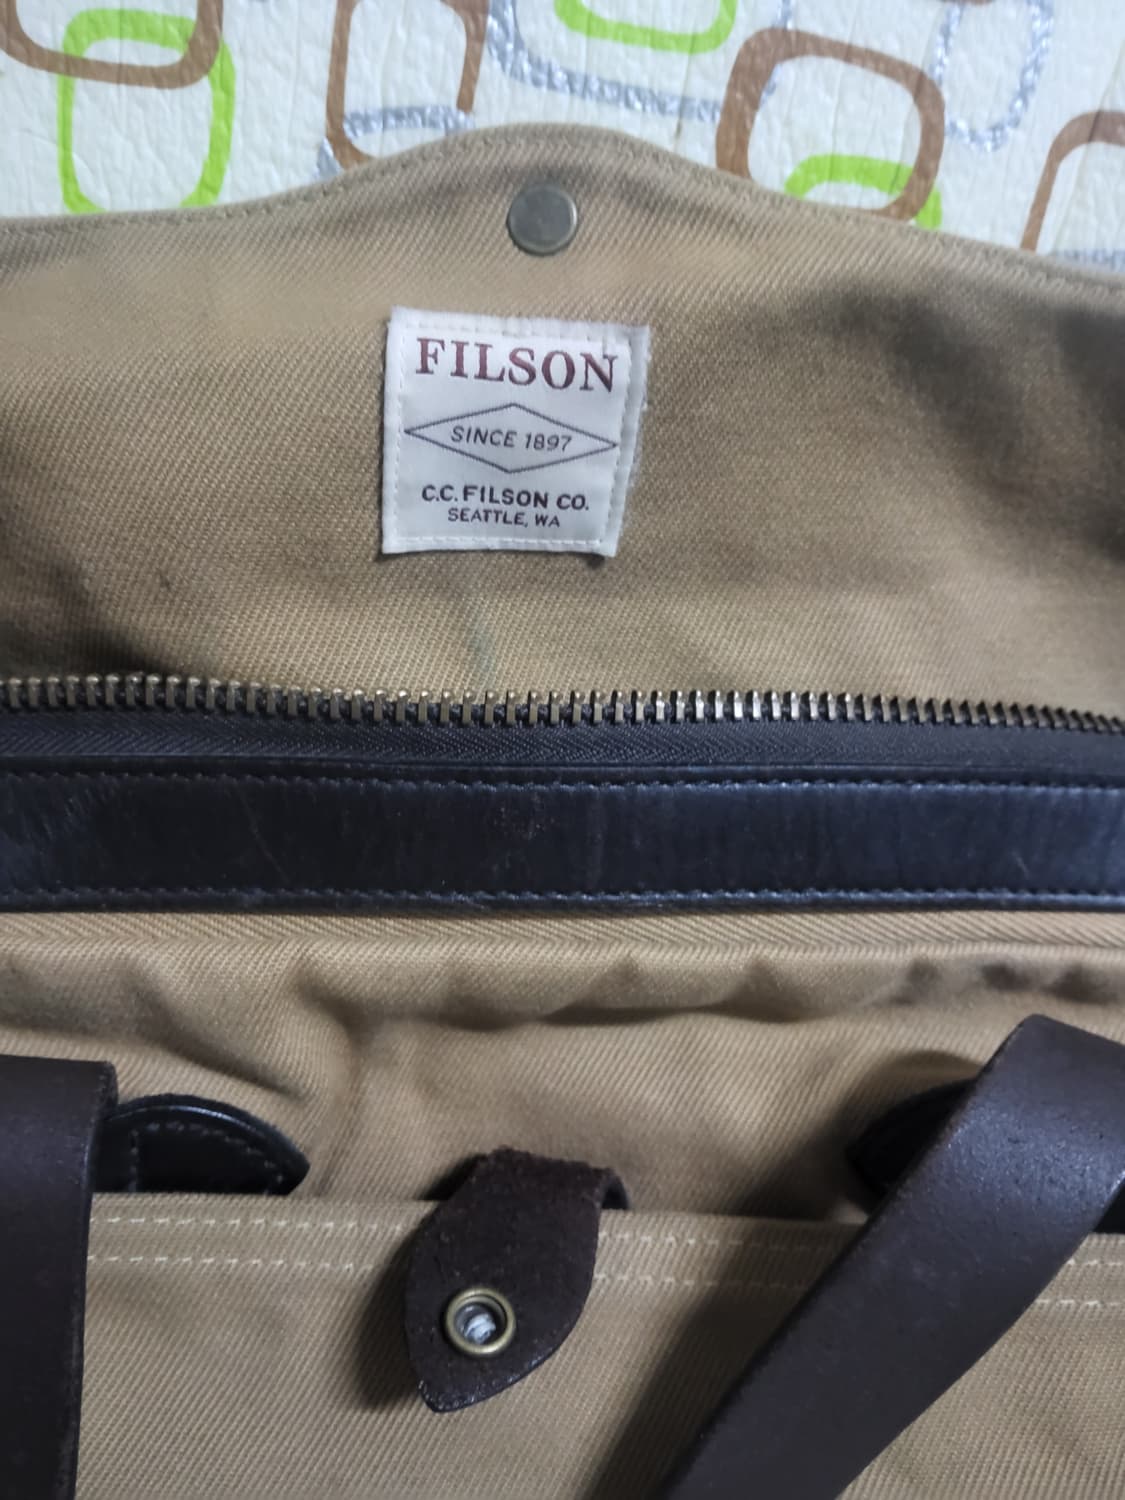 FILSON
SINCE 1897
C.C. FILSON CO.
SEATTLE, WA